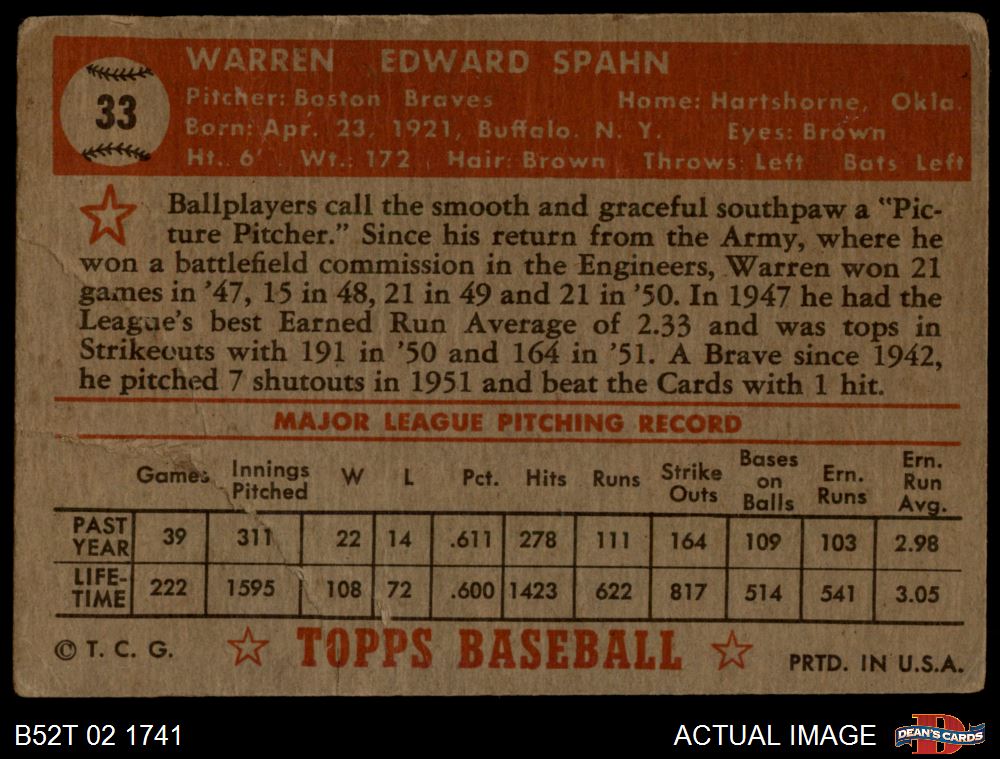 33
WARREN EDWARD SPAHN
Pitcher: Boston Braves Home: Hartshorne, Okla.
Born: Apr. 23, 1921, Buffalo, N. Y. Eyes: Brown
Ht. 6' Wt.: 172 Hair: Brown Throws: Left Bats Left
Ballplayers call the smooth and graceful southpaw a "Pic-
ture Pitcher." Since his return from the Army, where he
won a battlefield commission in the Engineers, Warren won 21
games in '47, 15 in 48, 21 in 49 and 21 in '50. In 1947 he had the
League's best Earned Run Average of 2.33 and was tops in
Strikeouts with 191 in '50 and 164 in '51. A Brave since 1942,
he pitched 7 shutouts in 1951 and beat the Cards with 1 hit.
MAJOR LEAGUE PITCHING RECORD
Games Innings Pitched W L Pct. Hits Runs Strike Outs Bases on Balls Ern. Runs Ern. Run Avg.
PAST YEAR 39 311 22 14 .611 278 111 164 109 103 2.98
LIFE-TIME 222 1595 108 72 .600 1423 622 817 514 541 3.05
© T. C. G. TOPPS BASEBALL PRTD. IN U.S.A.
B52T 02 1741 ACTUAL IMAGE DEAN'S CARDS